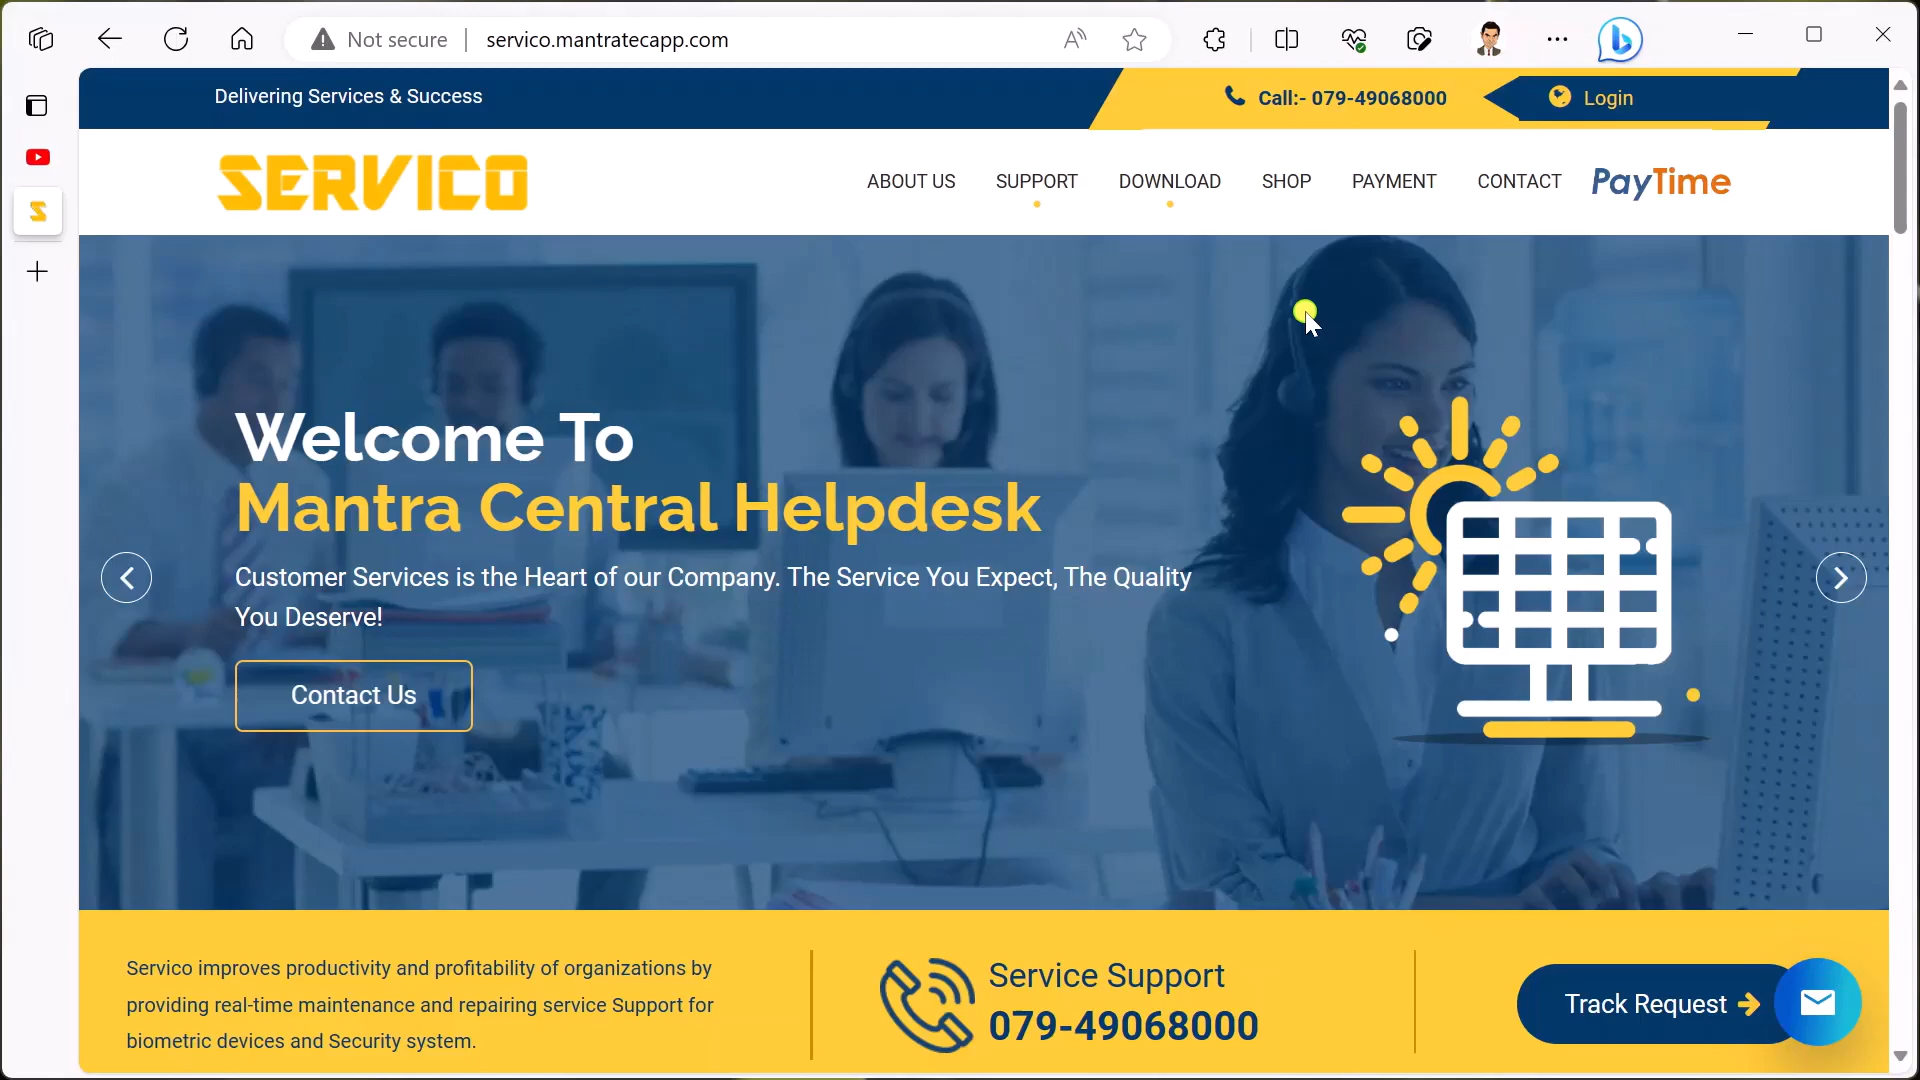 Not secure | servico.mantratecapp.com
Delivering Services & Success
Call:- 079-49068000
Login
SERVICO
ABOUT US
SUPPORT
DOWNLOAD
SHOP
PAYMENT
CONTACT
PayTime
Welcome To
Mantra Central Helpdesk
Customer Services is the Heart of our Company. The Service You Expect, The Quality
You Deserve!
Contact Us
Servico improves productivity and profitability of organizations by
providing real-time maintenance and repairing service Support for
biometric devices and Security system.
Service Support
079-49068000
Track Request